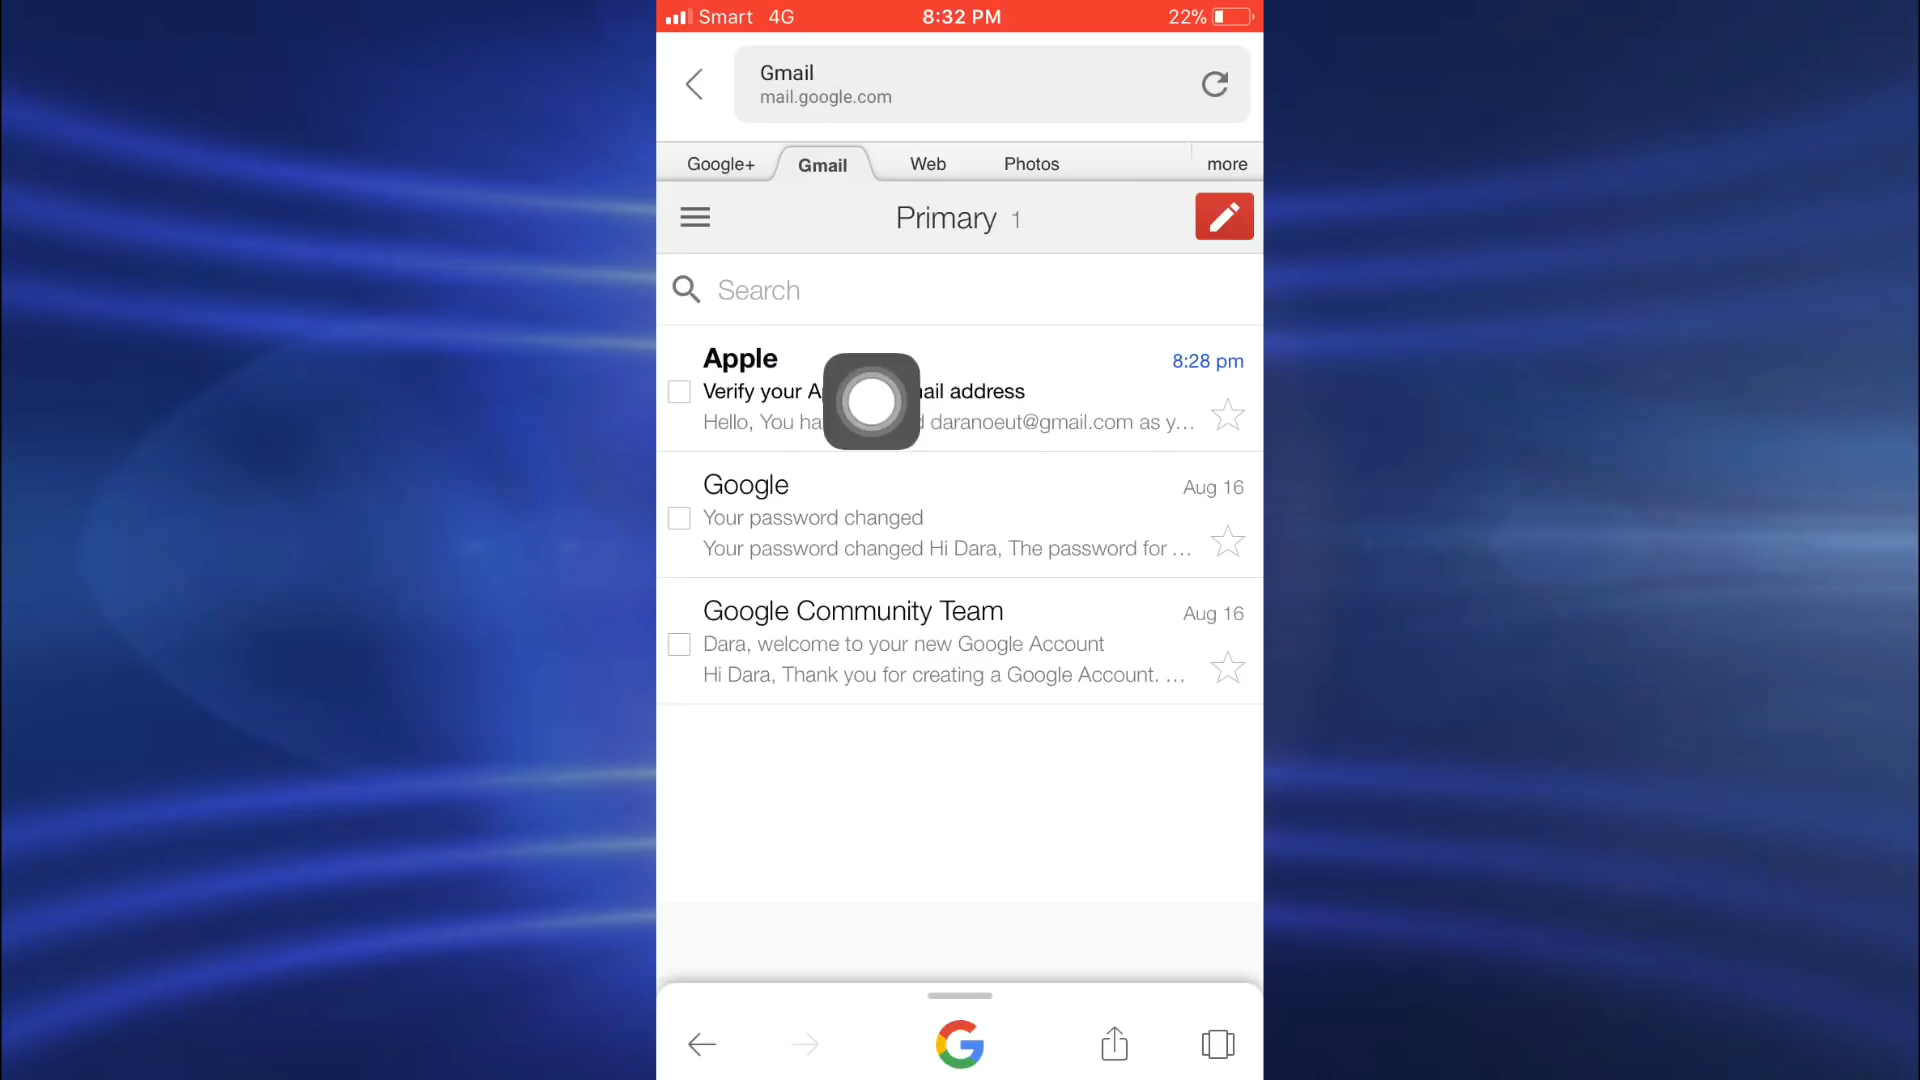 Smart 4G 8:32 PM 22%
Gmail
mail.google.com
Google+ Gmail Web Photos more
Primary 1
Search
Apple 8:28 pm
Verify your address
Hello, You daranoeut@gmail.com as y...
Google Aug 16
Your password changed
Your password changed Hi Dara, The password for ...
Google Community Team Aug 16
Dara, welcome to your new Google Account
Hi Dara, Thank you for creating a Google Account. ...